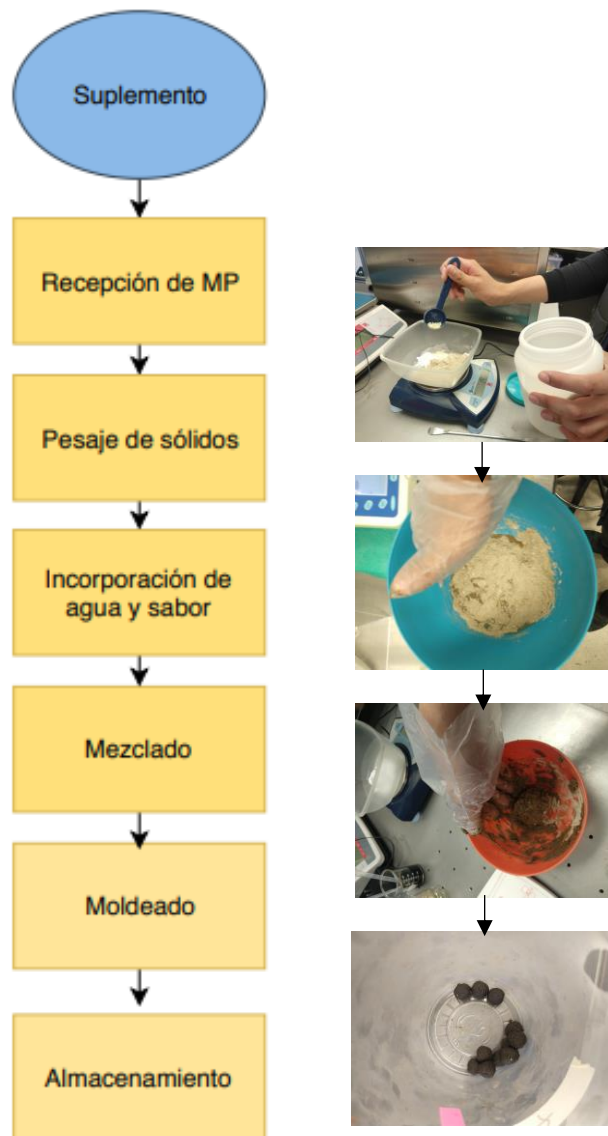 Suplemento
Recepción de MP
Pesaje de sólidos
Incorporación de
agua y sabor
Mezclado
Moldeado
Almacenamiento